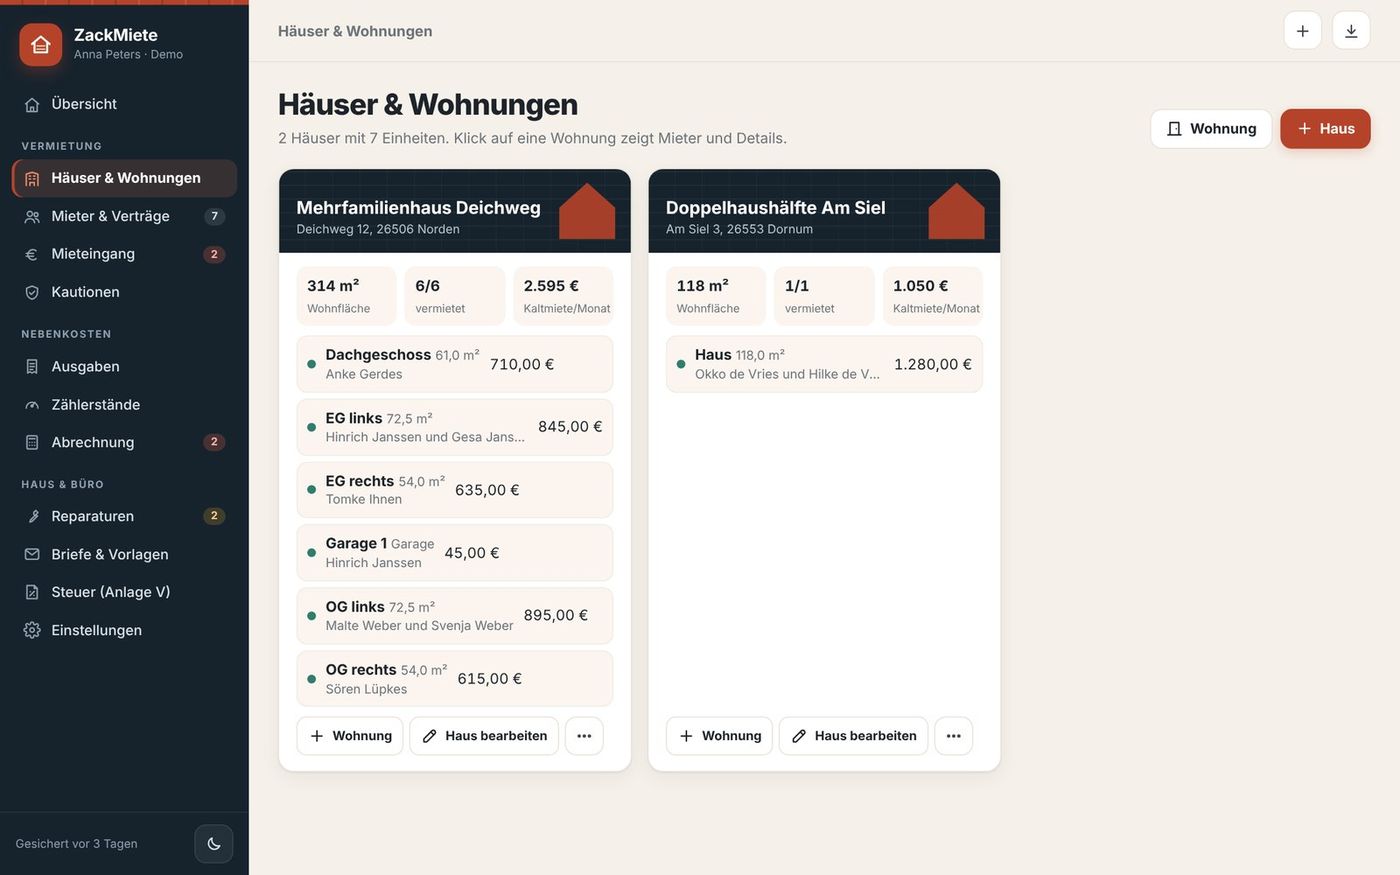 ZackMiete
Anna Peters · Demo
Übersicht
VERMIETUNG
Häuser & Wohnungen
Mieter & Verträge 7
Mieteingang 2
Kautionen
NEBENKOSTEN
Ausgaben
Zählerstände
Abrechnung 2
HAUS & BÜRO
Reparaturen 2
Briefe & Vorlagen
Steuer (Anlage V)
Einstellungen
Gesichert vor 3 Tagen
Häuser & Wohnungen
Häuser & Wohnungen
2 Häuser mit 7 Einheiten. Klick auf eine Wohnung zeigt Mieter und Details.
Wohnung
+ Haus
Mehrfamilienhaus Deichweg
Deichweg 12, 26506 Norden
314 m² 6/6 2.595 €
Wohnfläche vermietet Kaltmiete/Monat
Dachgeschoss 61,0 m²
Anke Gerdes
710,00 €
EG links 72,5 m²
Hinrich Janssen und Gesa Jans...
845,00 €
EG rechts 54,0 m²
Tomke Ihnen
635,00 €
Garage 1 Garage
Hinrich Janssen
45,00 €
OG links 72,5 m²
Malte Weber und Svenja Weber
895,00 €
OG rechts 54,0 m²
Sören Lüpkes
615,00 €
+ Wohnung Haus bearbeiten ...
Doppelhaushälfte Am Siel
Am Siel 3, 26553 Dornum
118 m² 1/1 1.050 €
Wohnfläche vermietet Kaltmiete/Monat
Haus 118,0 m²
Okko de Vries und Hilke de V...
1.280,00 €
+ Wohnung Haus bearbeiten ...